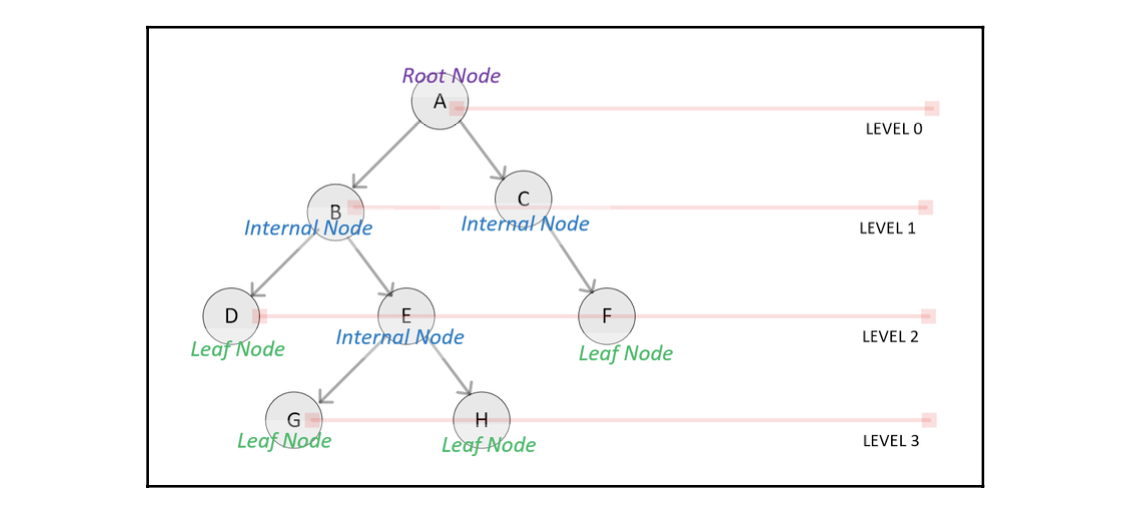 Root Node
A
LEVEL 0
B
C
Internal Node
Internal Node
LEVEL 1
D
E
F
Leaf Node
Internal Node
Leaf Node
LEVEL 2
G
H
Leaf Node
Leaf Node
LEVEL 3